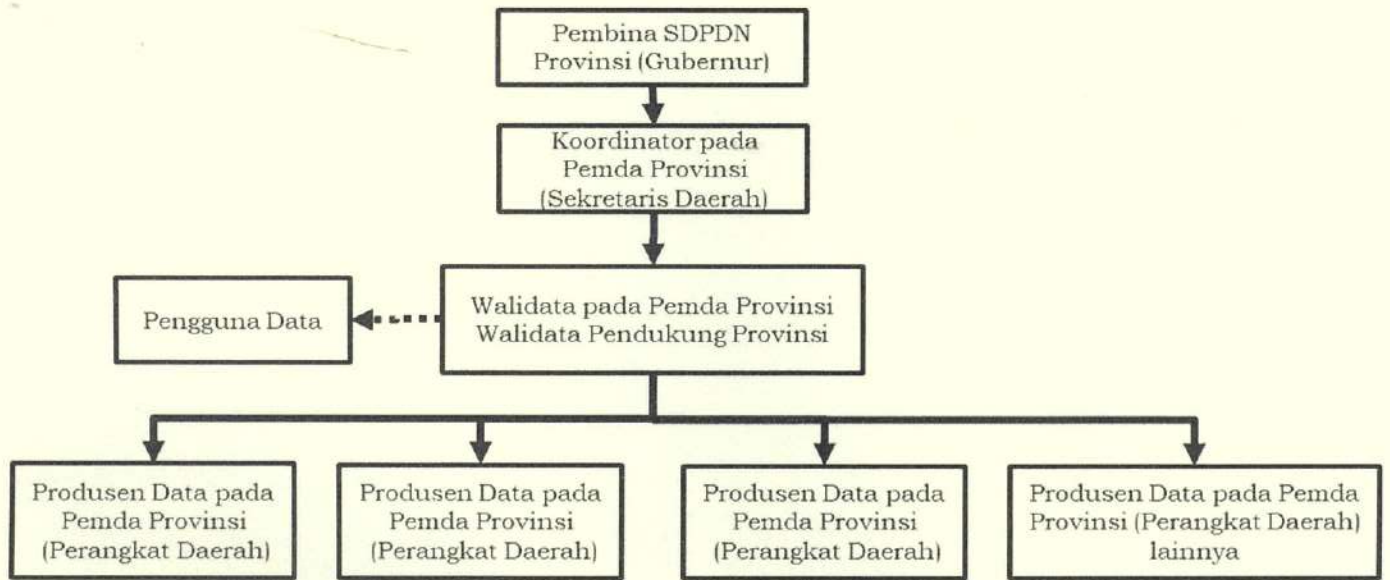 Pembina SDPDN
Provinsi (Gubernur)
Koordinator pada
Pemda Provinsi
(Sekretaris Daerah)
Pengguna Data
Walidata pada Pemda Provinsi
Walidata Pendukung Provinsi
Produsen Data pada
Pemda Provinsi
(Perangkat Daerah)
Produsen Data pada
Pemda Provinsi
(Perangkat Daerah)
Produsen Data pada
Pemda Provinsi
(Perangkat Daerah)
Produsen Data pada Pemda
Provinsi (Perangkat Daerah)
lainnya